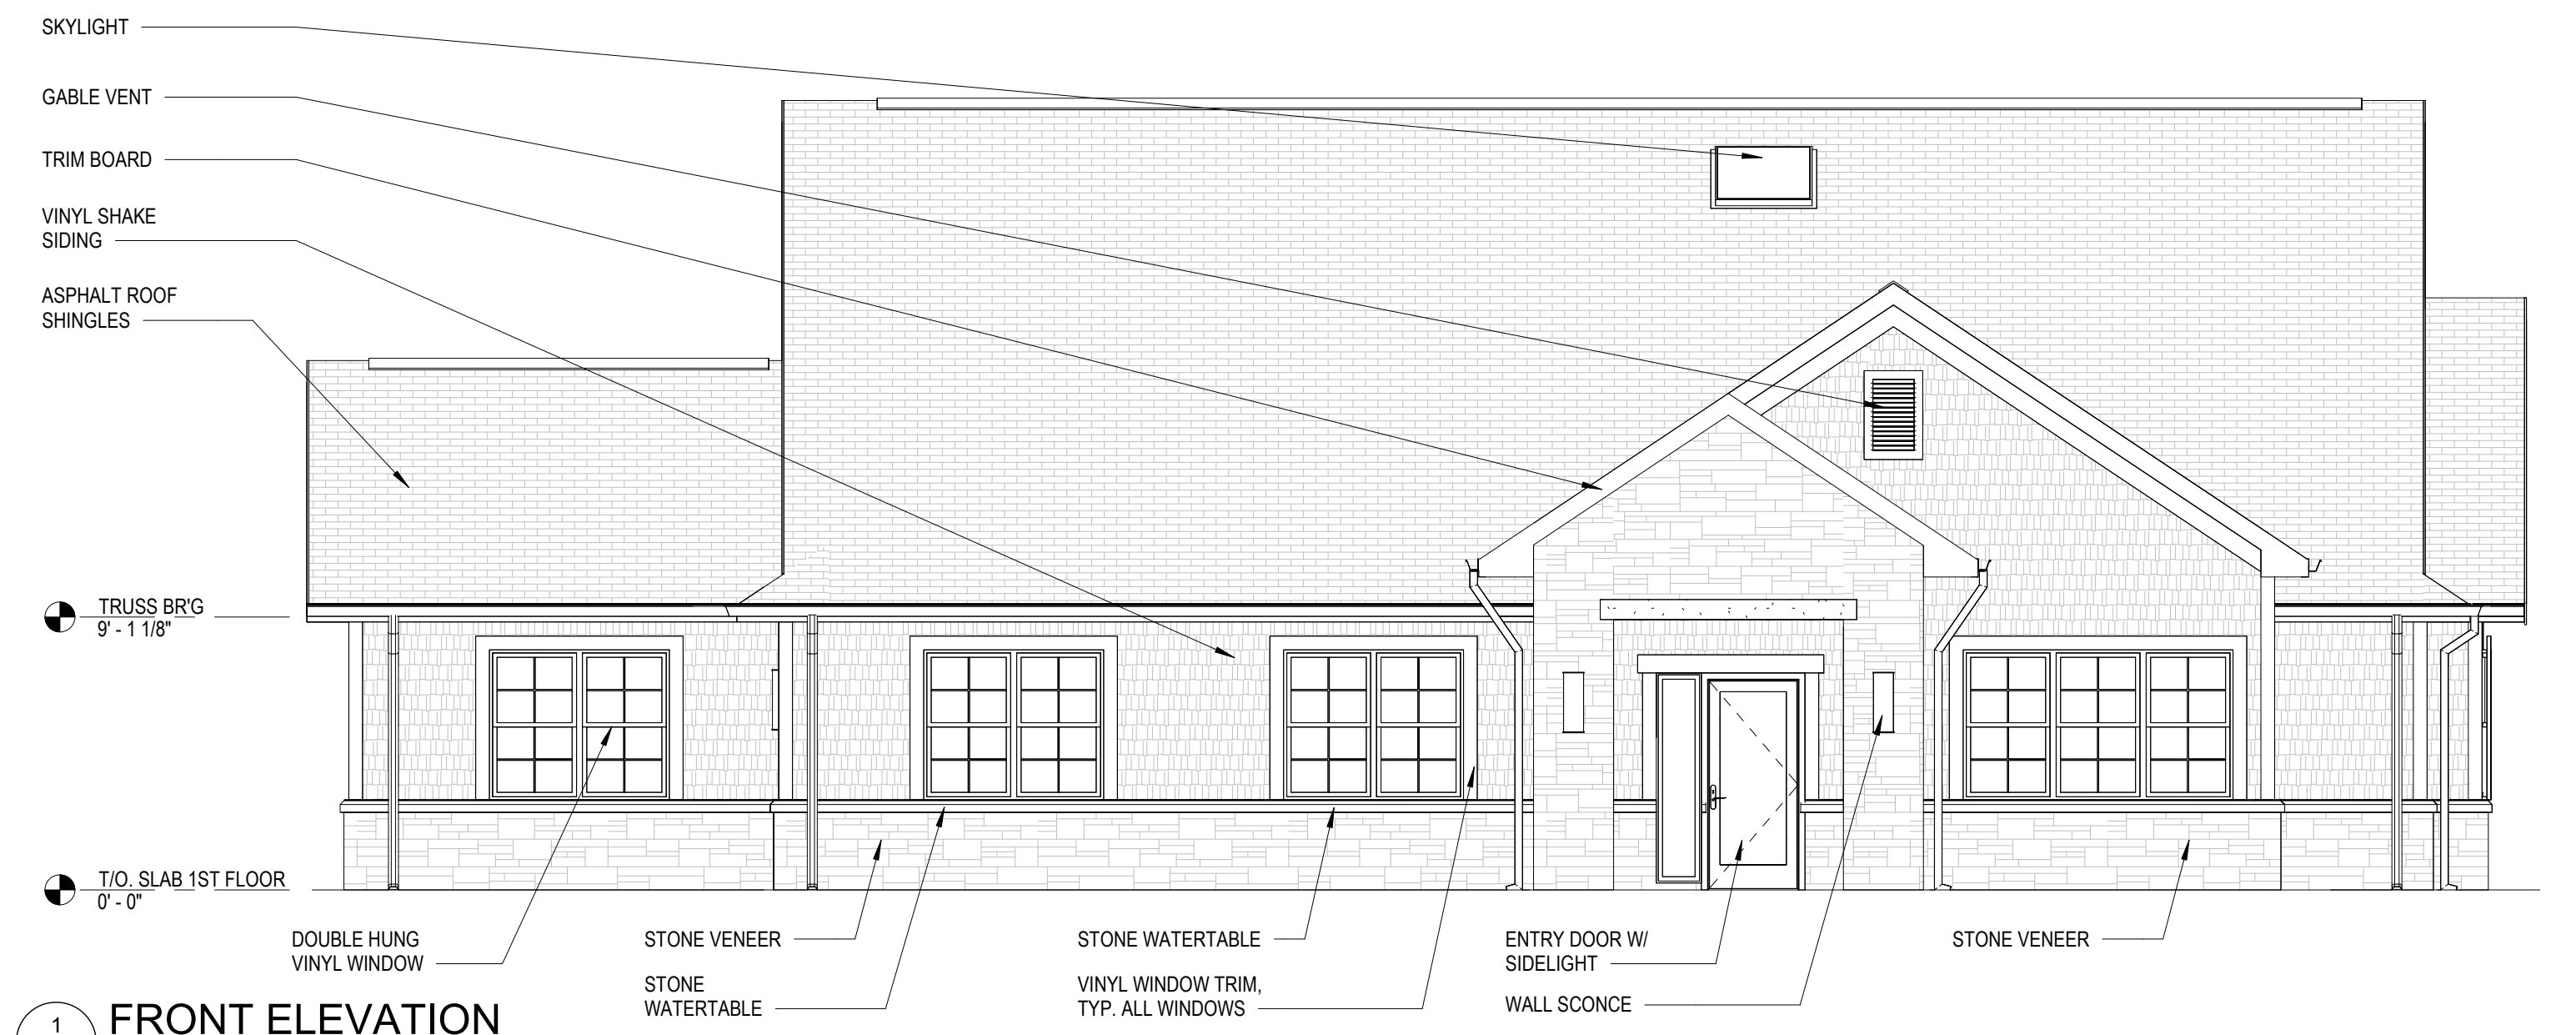 SKYLIGHT
GABLE VENT
TRIM BOARD
VINYL SHAKE
SIDING
ASPHALT ROOF
SHINGLES
TRUSS BR'G
9' - 1 1/8"
T/O. SLAB 1ST FLOOR
0' - 0"
DOUBLE HUNG
VINYL WINDOW
STONE VENEER
STONE
WATERTABLE
STONE WATERTABLE
VINYL WINDOW TRIM,
TYP. ALL WINDOWS
ENTRY DOOR W/
SIDELIGHT
WALL SCONCE
STONE VENEER
1
FRONT ELEVATION